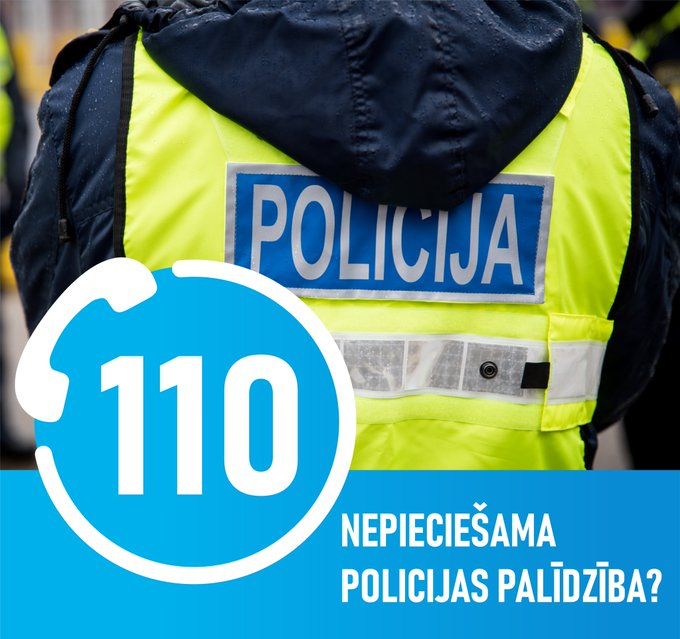 POLICIJA
110
NEPIECIEŠAMA
POLICIJAS PALĪDZĪBA?